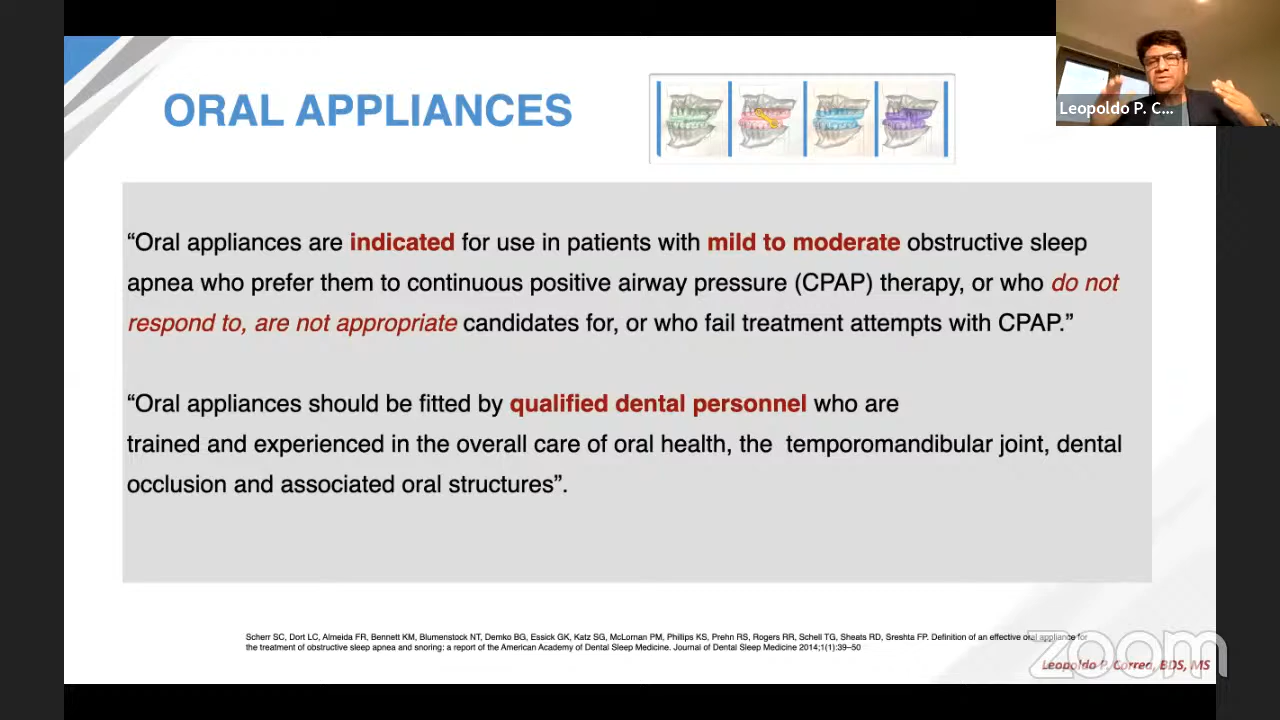 ORAL APPLIANCES
Leopoldo P. C...
“Oral appliances are indicated for use in patients with mild to moderate obstructive sleep
apnea who prefer them to continuous positive airway pressure (CPAP) therapy, or who do not
respond to, are not appropriate candidates for, or who fail treatment attempts with CPAP.”
“Oral appliances should be fitted by qualified dental personnel who are
trained and experienced in the overall care of oral health, the temporomandibular joint, dental
occlusion and associated oral structures”.
Scherr SC, Dort LC, Almeida FR, Bennett KM, Blumenstock NT, Demko BG, Essick GK, Katz SG, McLornan PM, Phillips KS, Prehn RS, Rogers RR, Schell TG, Sheats RD, Sreshta FP. Definition of an effective oral appliance for
the treatment of obstructive sleep apnea and snoring: a report of the American Academy of Dental Sleep Medicine. Journal of Dental Sleep Medicine 2014;1(1):39–50
zoom
Leopoldo P. Correa, BDS, MS